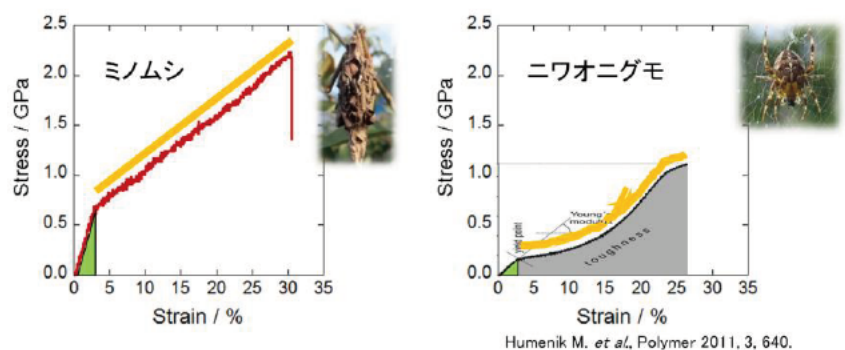 ミノムシ
Stress / GPa
2.5
2.0
1.5
1.0
0.5
0.0
0 5 10 15 20 25 30 35
Strain / %
ニワオニグモ
Stress / GPa
2.5
2.0
1.5
1.0
0.5
0.0
Young's
modulus
yield point
toughness
0 5 10 15 20 25 30 35
Strain / %
Humenik M. et al., Polymer 2011, 3, 640.